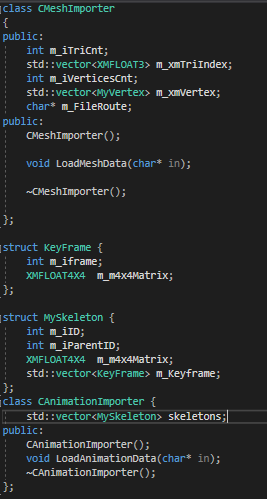 class CMeshImporter
{
public:
int m_iTriCnt;
std::vector<XMFLOAT3> m_xmTriIndex;
int m_iVerticesCnt;
std::vector<MyVertex> m_xmVertex;
char* m_FileRoute;
public:
CMeshImporter();
void LoadMeshData(char* in);
~CMeshImporter();
};
struct KeyFrame {
int m_iframe;
XMFLOAT4X4 m_m4x4Matrix;
};
struct MySkeleton {
int m_iID;
int m_iParentID;
XMFLOAT4X4 m_m4x4Matrix;
std::vector<KeyFrame> m_Keyframe;
};
class CAnimationImporter {
std::vector<MySkeleton> skeletons;
public:
CAnimationImporter();
void LoadAnimationData(char* in);
~CAnimationImporter();
};